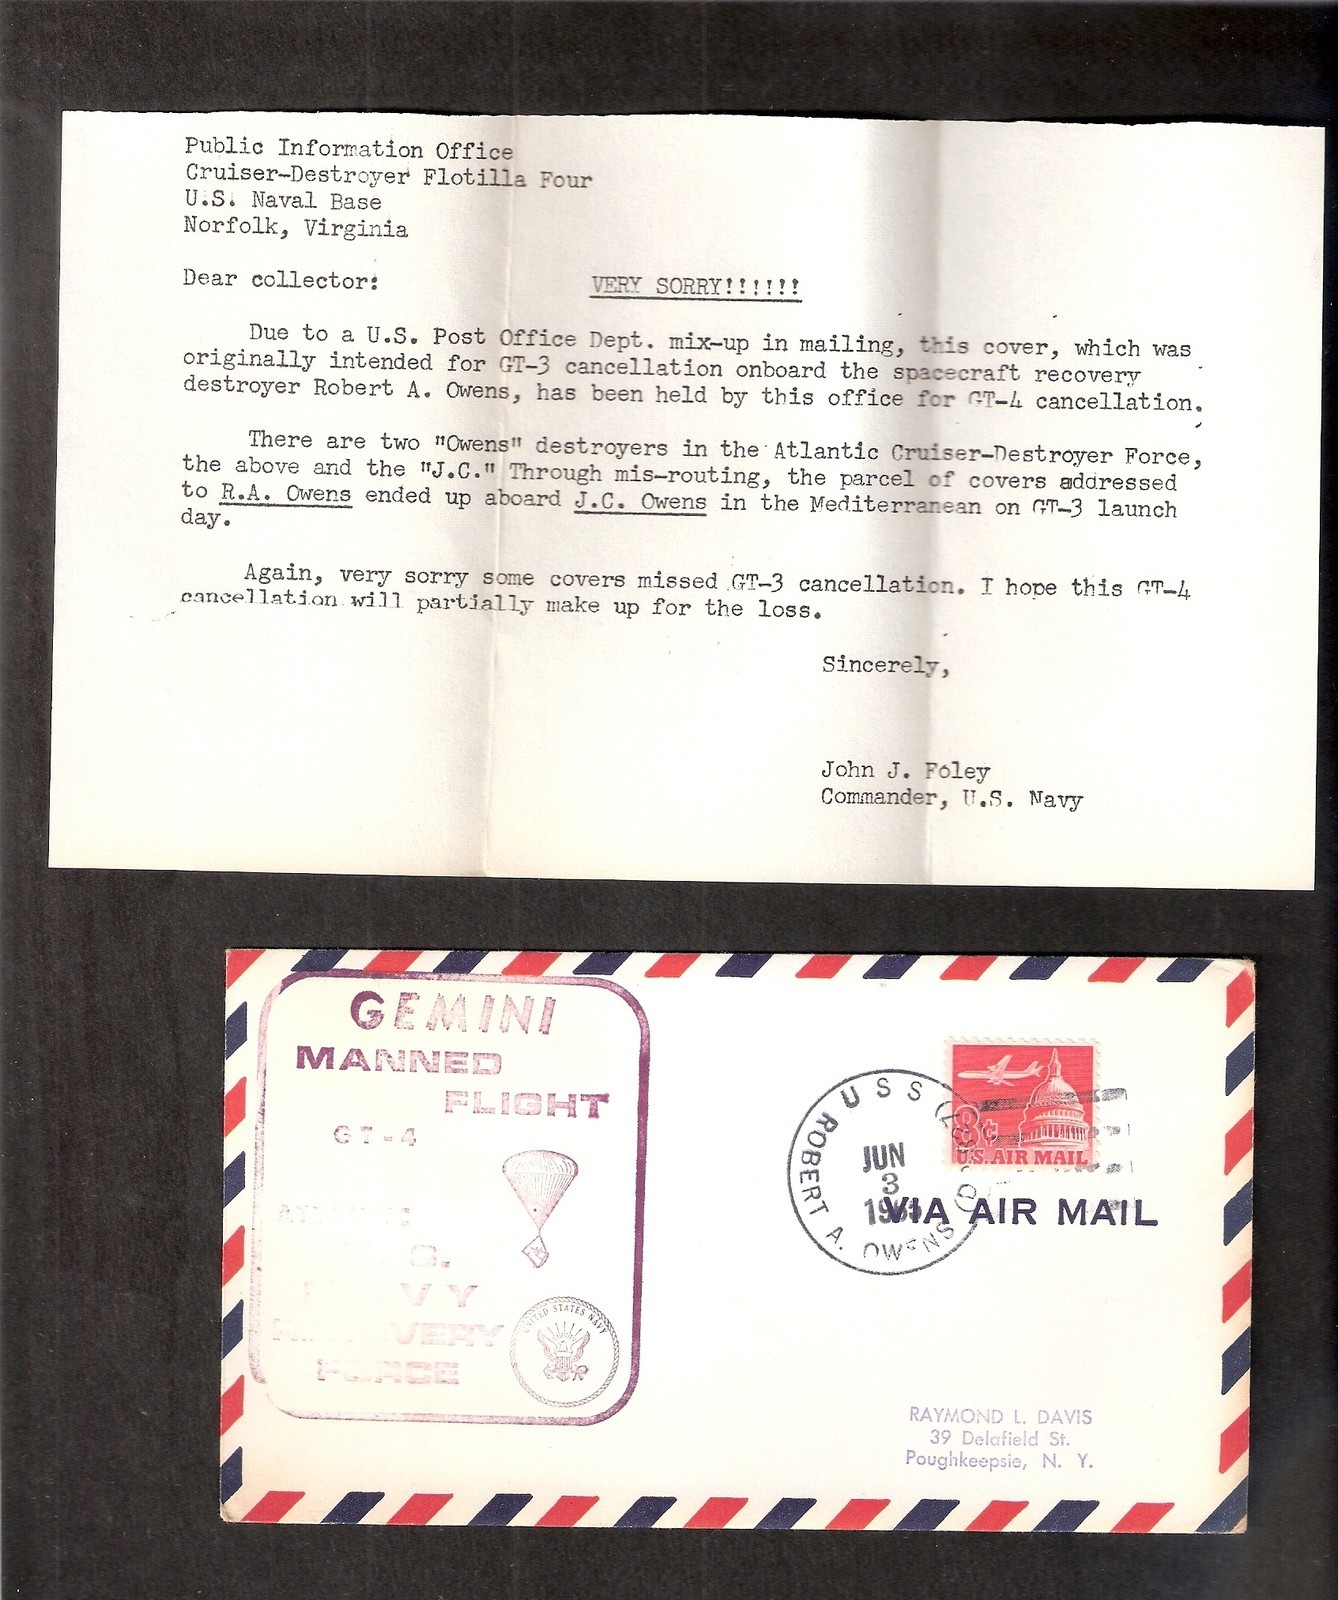 Public Information Office
Cruiser-Destroyer Flotilla Four
U.S. Naval Base
Norfolk, Virginia
Dear collector:
VERY SORRY!!!!!!
Due to a U.S. Post Office Dept. mix-up in mailing, this cover, which was
originally intended for GT-3 cancellation onboard the spacecraft recovery
destroyer Robert A. Owens, has been held by this office for GT-4 cancellation.
There are two "Owens" destroyers in the Atlantic Cruiser-Destroyer Force,
the above and the "J.C." Through mis-routing, the parcel of covers addressed
to R.A. Owens ended up aboard J.C. Owens in the Mediterranean on GT-3 launch
day.
Again, very sorry some covers missed GT-3 cancellation. I hope this GT-4
cancellation will partially make up for the loss.
Sincerely,
John J. Foley
Commander, U.S. Navy
GEMINI
MANNED
FLIGHT
GT-4
U.S.
NAVY
RECOVERY
FORCE
UNITED STATES NAVY
USS ROBERT A. OWENS
JUN
3
1965
8¢
U.S. AIR MAIL
VIA AIR MAIL
RAYMOND L. DAVIS
39 Delafield St.
Poughkeepsie, N. Y.